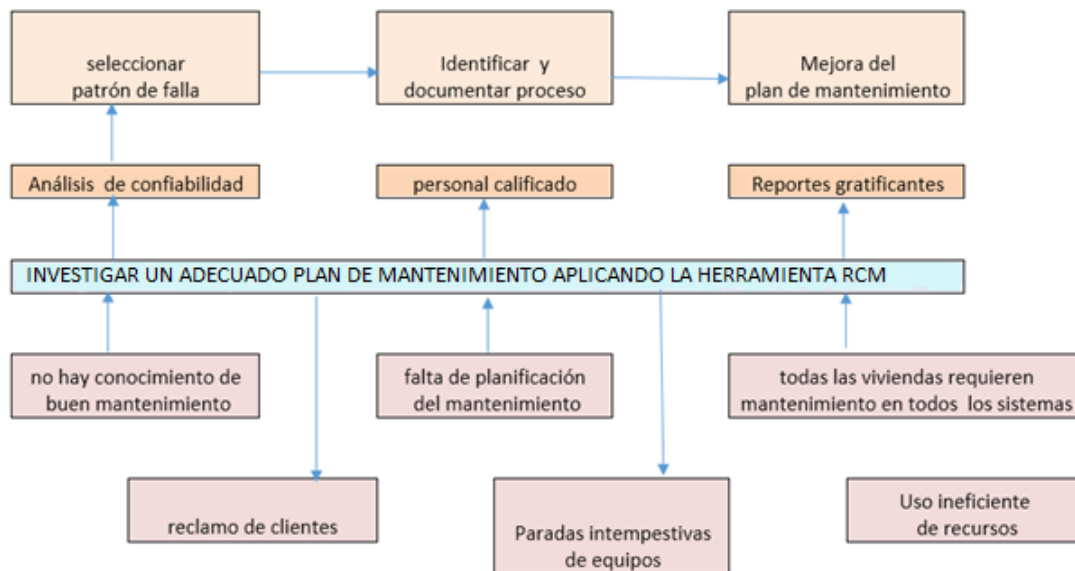 seleccionar
patrón de falla
Identificar y
documentar proceso
Mejora del
plan de mantenimiento
Análisis de confiabilidad
personal calificado
Reportes gratificantes
INVESTIGAR UN ADECUADO PLAN DE MANTENIMIENTO APLICANDO LA HERRAMIENTA RCM
no hay conocimiento de
buen mantenimiento
falta de planificación
del mantenimiento
todas las viviendas requieren
mantenimiento en todos los sistemas
reclamo de clientes
Paradas intempestivas
de equipos
Uso ineficiente
de recursos